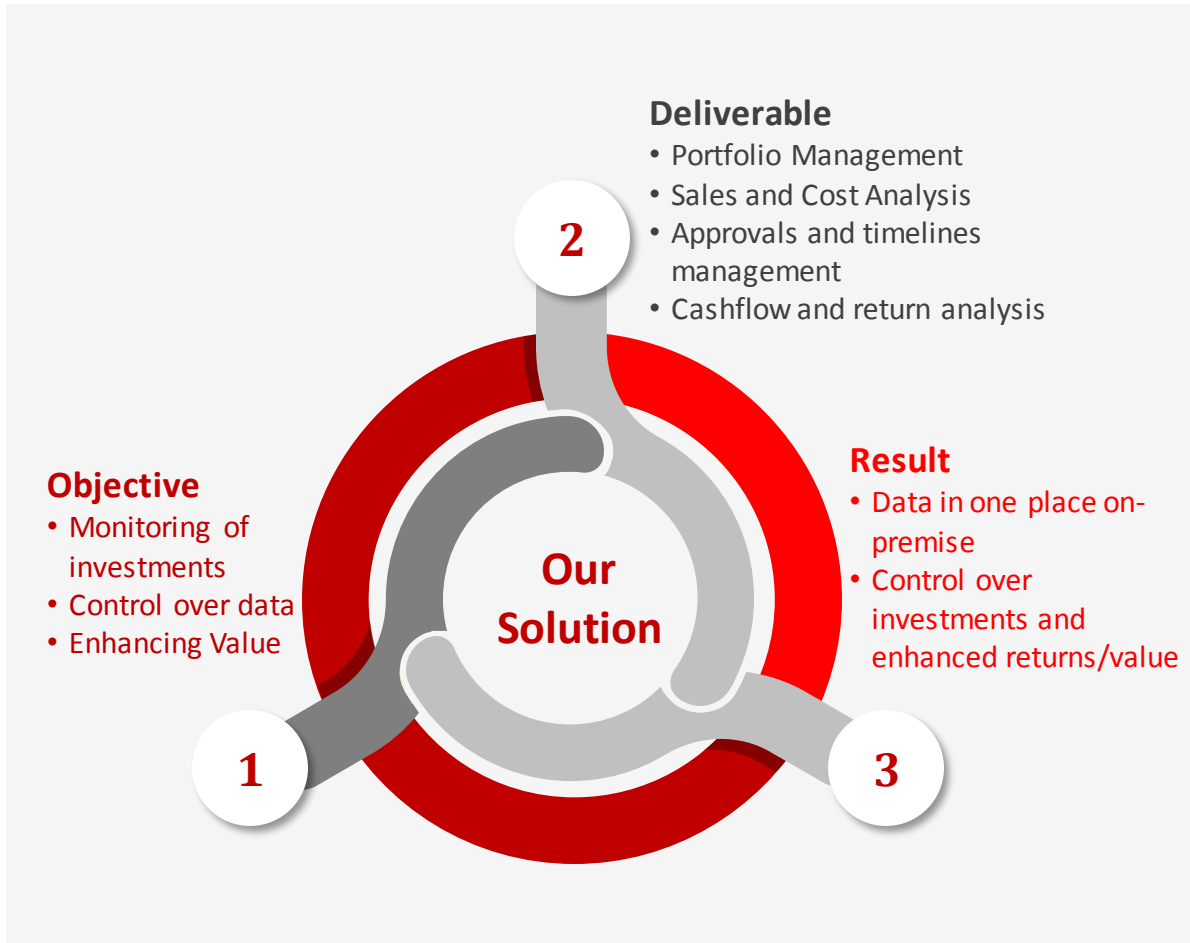 Deliverable
• Portfolio Management
• Sales and Cost Analysis
• Approvals and timelines
management
• Cashflow and return analysis
2
Objective
• Monitoring of
investments
• Control over data
• Enhancing Value
Our
Solution
Result
• Data in one place on-
premise
• Control over
investments and
enhanced returns/value
1
3